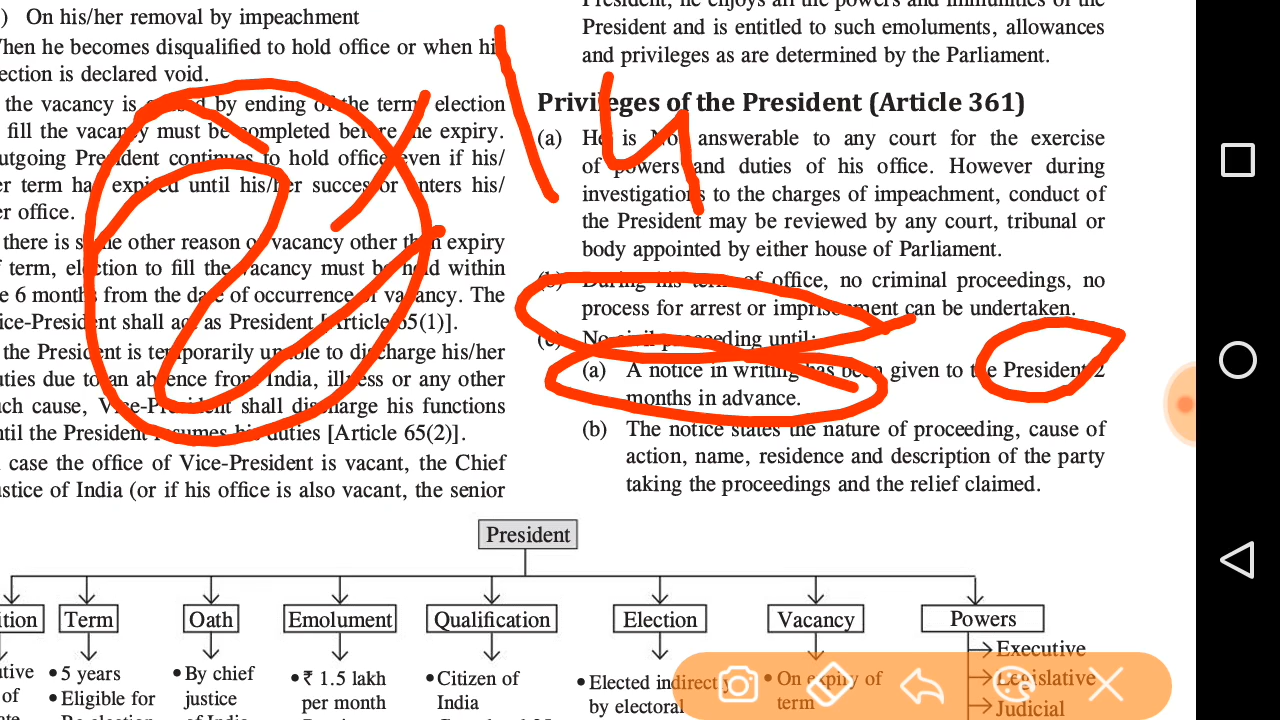 ) On his/her removal by impeachment
When he becomes disqualified to hold office or when his
ection is declared void.
the vacancy is caused by ending of the term, election
fill the vacancy must be completed before the expiry.
utgoing President continues to hold office even if his/
er term has expired until his/her successor enters his/
er office.
there is some other reason of vacancy other than expiry
f term, election to fill the vacancy must be held within
e 6 months from the date of occurrence of vacancy. The
ice-President shall act as President [Article 65(1)].
the President is temporarily unable to discharge his/her
uties due to an absence from India, illness or any other
uch cause, Vice-President shall discharge his functions
ntil the President resumes his duties [Article 65(2)].
case the office of Vice-President is vacant, the Chief
ustice of India (or if his office is also vacant, the senior
President, he enjoys all the powers and immunities of the
President and is entitled to such emoluments, allowances
and privileges as are determined by the Parliament.
Privileges of the President (Article 361)
(a) He is Not answerable to any court for the exercise
of powers and duties of his office. However during
investigations to the charges of impeachment, conduct of
the President may be reviewed by any court, tribunal or
body appointed by either house of Parliament.
(b) During his term of office, no criminal proceedings, no
process for arrest or imprisonment can be undertaken.
(c) No civil proceeding until:
(a) A notice in writing has been given to the President 2
months in advance.
(b) The notice states the nature of proceeding, cause of
action, name, residence and description of the party
taking the proceedings and the relief claimed.
President
ition Term Oath Emolument Qualification Election Vacancy Powers
utive
of
• 5 years
• Eligible for
• By chief
justice
of India
• ₹ 1.5 lakh
per month
• Citizen of
India
• Elected indirectly
by electoral
• On expiry of
term
Executive
Legislative
Judicial